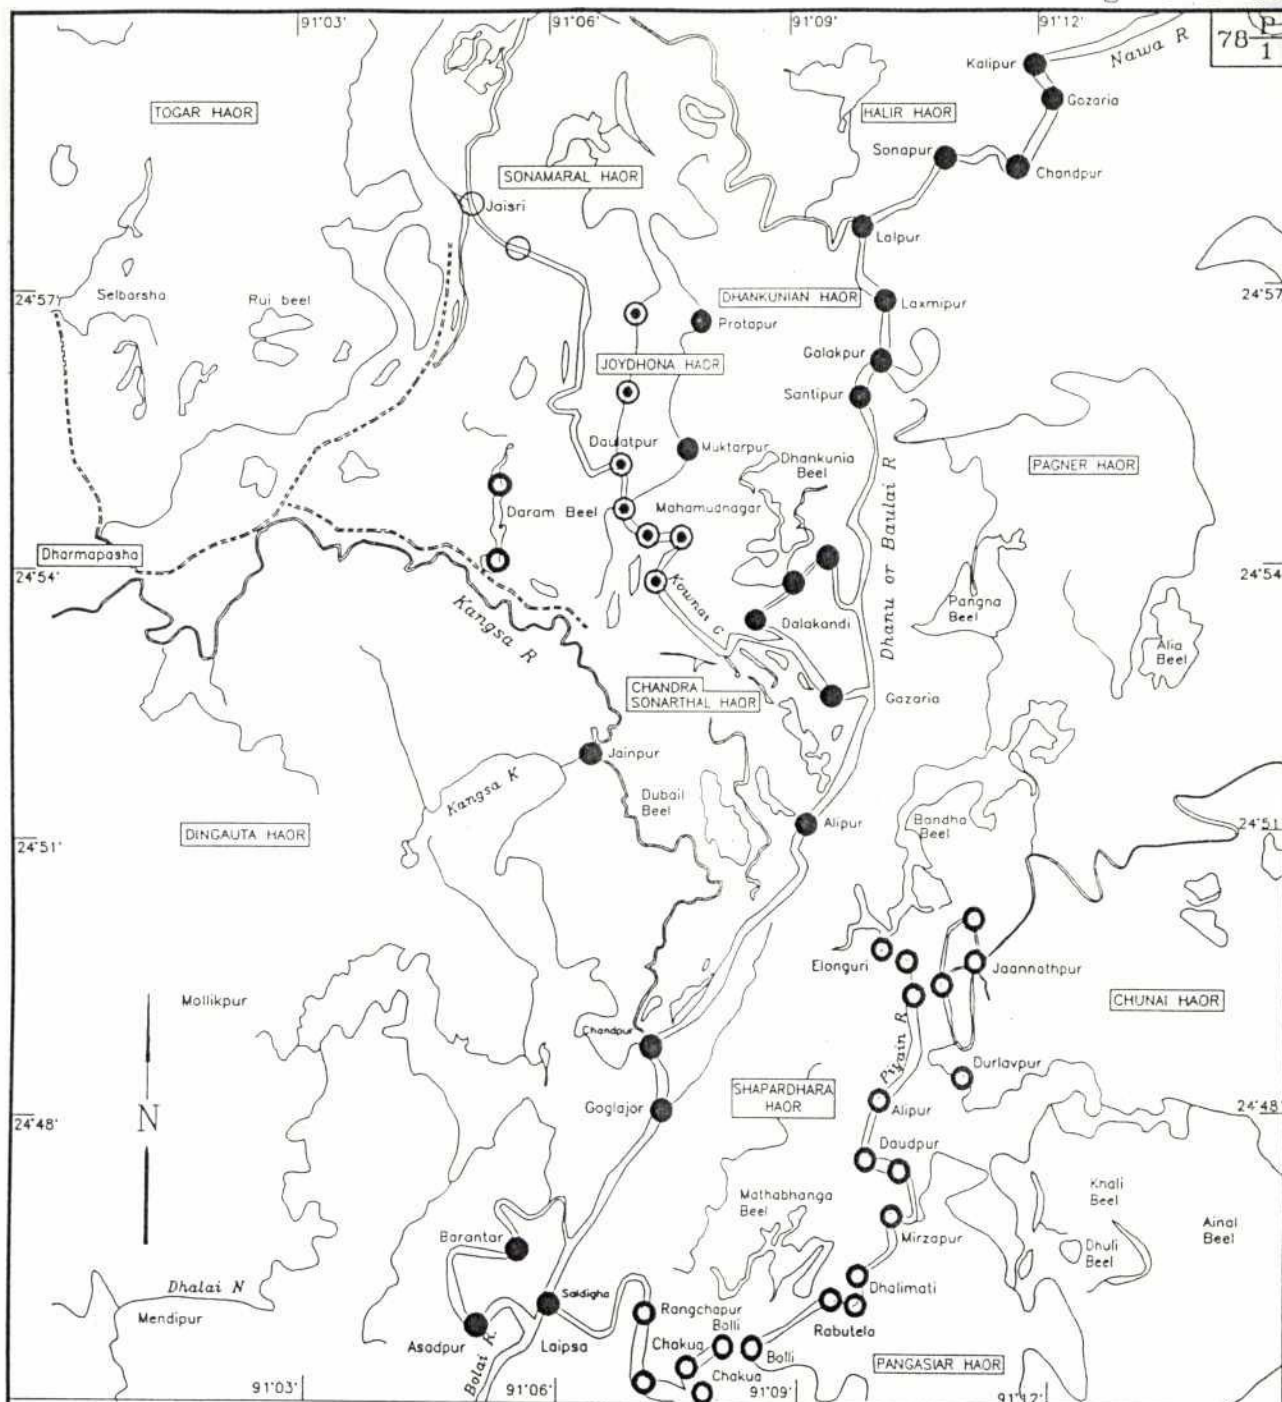 91°03'
91°06'
91°09'
91°12'
78 P
1
Nawa R
Kalipur
Gazaria
TOGAR HAOR
HALIR HAOR
Sonapur
Chandpur
SONAMARAL HAOR
Jaisri
Lalpur
24°57'
24°57
Selbarsha
Rui beel
DHANKUNIAN HAOR
Laxmipur
Protapur
Golakpur
JOYDHONA HAOR
Santipur
Daulatpur
Muktarpur
Dhankunia
Beel
PAGNER HAOR
Daram Beel
Mahamudnagar
Dhanu or Baulai R
Dharmapasha
24°54'
24°54
Kangsa R
Kownai C
Dalakandi
Pangna
Beel
Alia
Beel
CHANDRA
SONARTHAL HAOR
Gazaria
Jainpur
Kangsa K
Dubail
Beel
Alipur
Bandha
Beel
DINGAUTA HAOR
24°51'
24°51
Elonguri
Jaannathpur
Mollikpur
CHUNAI HAOR
Chandpur
Piyain R
Durlavpur
SHAPARDHARA
HAOR
Goglajor
Alipur
24°48'
24°48
N
Daudpur
Mathabhanga
Beel
Khali
Beel
Ainal
Beel
Barantar
Mirzapur
Dhuli
Beel
Dhalai N
Dhalimati
Mendipur
Saldigha
Rangchapur
Balli
Rabutela
Asadpur
Laipsa
Chakua
Balli
Bolai R.
Chakua
PANGASIAR HAOR
91°03'
91°06'
91°09'
91°12'